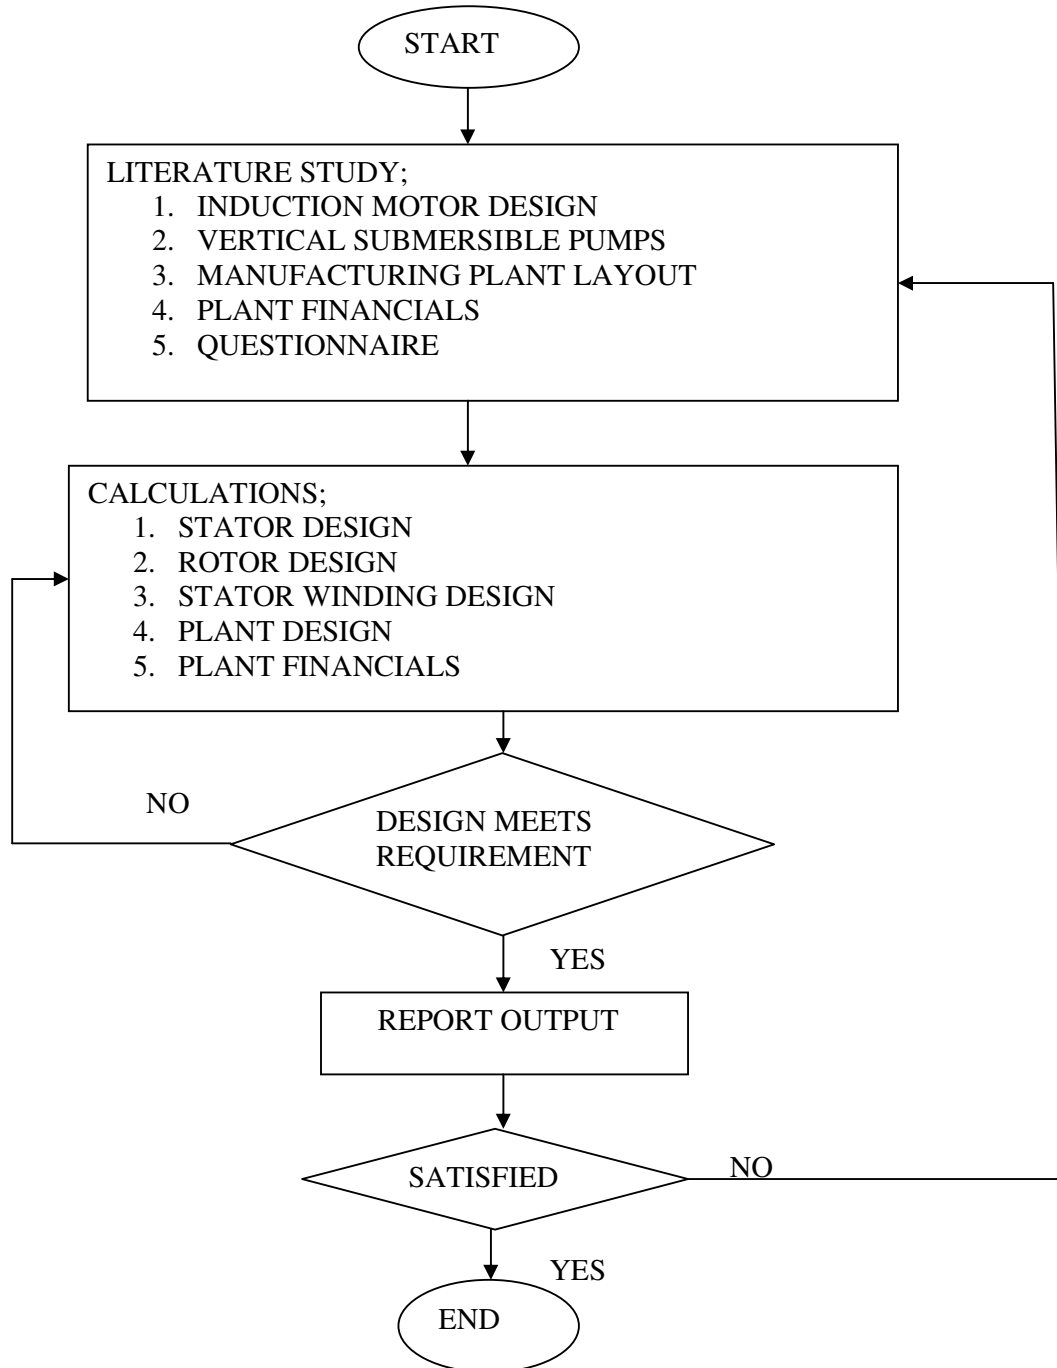 START
LITERATURE STUDY;
1. INDUCTION MOTOR DESIGN
2. VERTICAL SUBMERSIBLE PUMPS
3. MANUFACTURING PLANT LAYOUT
4. PLANT FINANCIALS
5. QUESTIONNAIRE
CALCULATIONS;
1. STATOR DESIGN
2. ROTOR DESIGN
3. STATOR WINDING DESIGN
4. PLANT DESIGN
5. PLANT FINANCIALS
NO
DESIGN MEETS
REQUIREMENT
YES
REPORT OUTPUT
SATISFIED
NO
YES
END